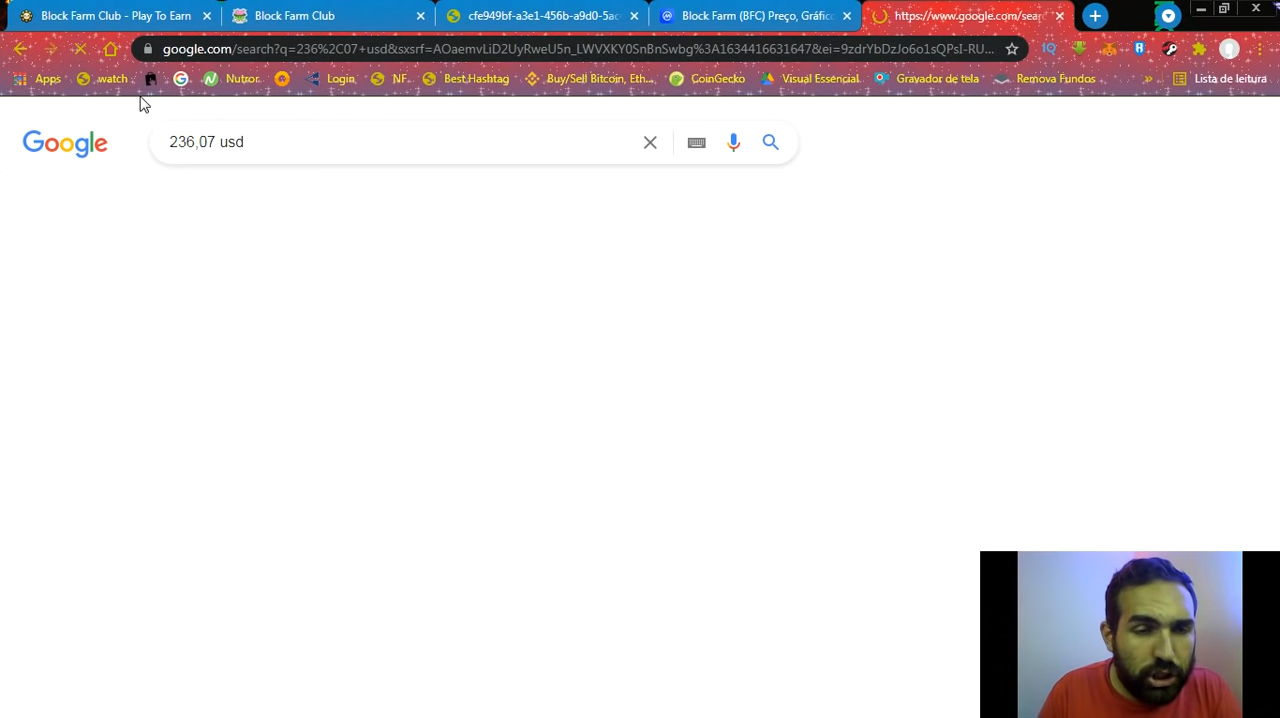 Block Farm Club - Play To Earn
Block Farm Club
cfe949bf-a3e1-456b-a9d0-5ac
Block Farm (BFC) Preço, Gráfic
https://www.google.com/sear
google.com/search?q=236%2C07+usd&sxsrf=AOaemvLiD2UyRweU5n_LWVXKY0SnBnSwbg%3A1634416631647&ei=9zdrYbDzJo6o1sQPsI-RU...
Apps
watch
Nutror
Login
NF
Best,Hashtag
Buy/Sell Bitcoin, Eth...
CoinGecko
Visual Essencial
Gravador de tela
Remova Fundos
»
Lista de leitura
Google
236,07 usd